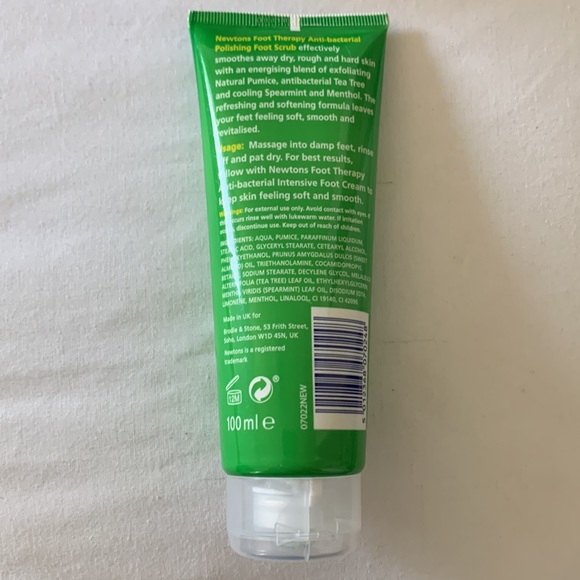 Newtons Foot Therapy Anti-bacterial
Polishing Foot Scrub effectively
smoothes away dry, rough and hard skin
with an energising blend of exfoliating
Natural Pumice, antibacterial Tea Tree
and cooling Spearmint and Menthol. The
refreshing and softening formula leaves
your feet feeling soft, smooth and
revitalised.
Usage: Massage into damp feet, rinse
off and pat dry. For best results,
follow with Newtons Foot Therapy
Anti-bacterial Intensive Foot Cream to
keep skin feeling soft and smooth.
Warnings: For external use only. Avoid contact with eyes. If
this occurs rinse well with lukewarm water. If irritation
discontinue use. Keep out of reach of children.
INGREDIENTS: AQUA, PUMICE, PARAFFINUM LIQUIDUM,
STEARIC ACID, GLYCERYL STEARATE, CETEARYL ALCOHOL,
PHENOXYETHANOL, PRUNUS AMYGDALUS DULCIS (SWEET
ALMOND) OIL, TRIETHANOLAMINE, COCAMIDOPROPYL
BETAINE, SODIUM STEARATE, DECYLENE GLYCOL, MELALEUCA
ALTERNIFOLIA (TEA TREE) LEAF OIL, ETHYLHEXYLGLYCERIN,
MENTHA VIRIDIS (SPEARMINT) LEAF OIL, DISODIUM EDTA,
LIMONENE, MENTHOL, LINALOOL, CI 19140, CI 42090.
Made in UK for
Brodie & Stone, 53 Frith Street,
Soho, London W1D 4SN, UK
Newtons is a registered
trademark
12M
®
100 ml e
07022NEW